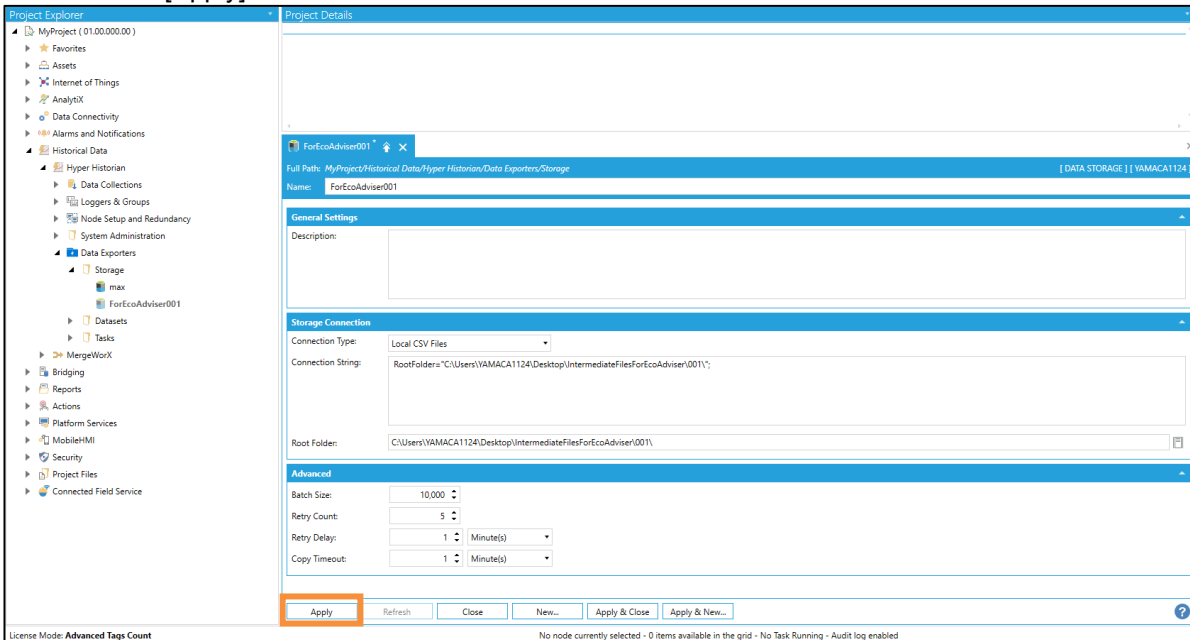 Project Explorer
MyProject ( 01.00.000.00 )
Favorites
Assets
Internet of Things
AnalytiX
Data Connectivity
Alarms and Notifications
Historical Data
Hyper Historian
Data Collections
Loggers & Groups
Node Setup and Redundancy
System Administration
Data Exporters
Storage
max
ForEcoAdviser001
Datasets
Tasks
MergeWorX
Bridging
Reports
Actions
Platform Services
MobileHMI
Security
Project Files
Connected Field Service
Project Details
ForEcoAdviser001*
Full Path: MyProject/Historical Data/Hyper Historian/Data Exporters/Storage [ DATA STORAGE ] [ YAMACA1124 ]
Name: ForEcoAdviser001
General Settings
Description:
Storage Connection
Connection Type: Local CSV Files
Connection String: RootFolder="C:\Users\YAMACA1124\Desktop\IntermediateFilesForEcoAdviser\001\";
Root Folder: C:\Users\YAMACA1124\Desktop\IntermediateFilesForEcoAdviser\001\
Advanced
Batch Size: 10,000
Retry Count: 5
Retry Delay: 1 Minute(s)
Copy Timeout: 1 Minute(s)
Apply Refresh Close New... Apply & Close Apply & New... ?
License Mode: Advanced Tags Count No node currently selected - 0 items available in the grid - No Task Running - Audit log enabled